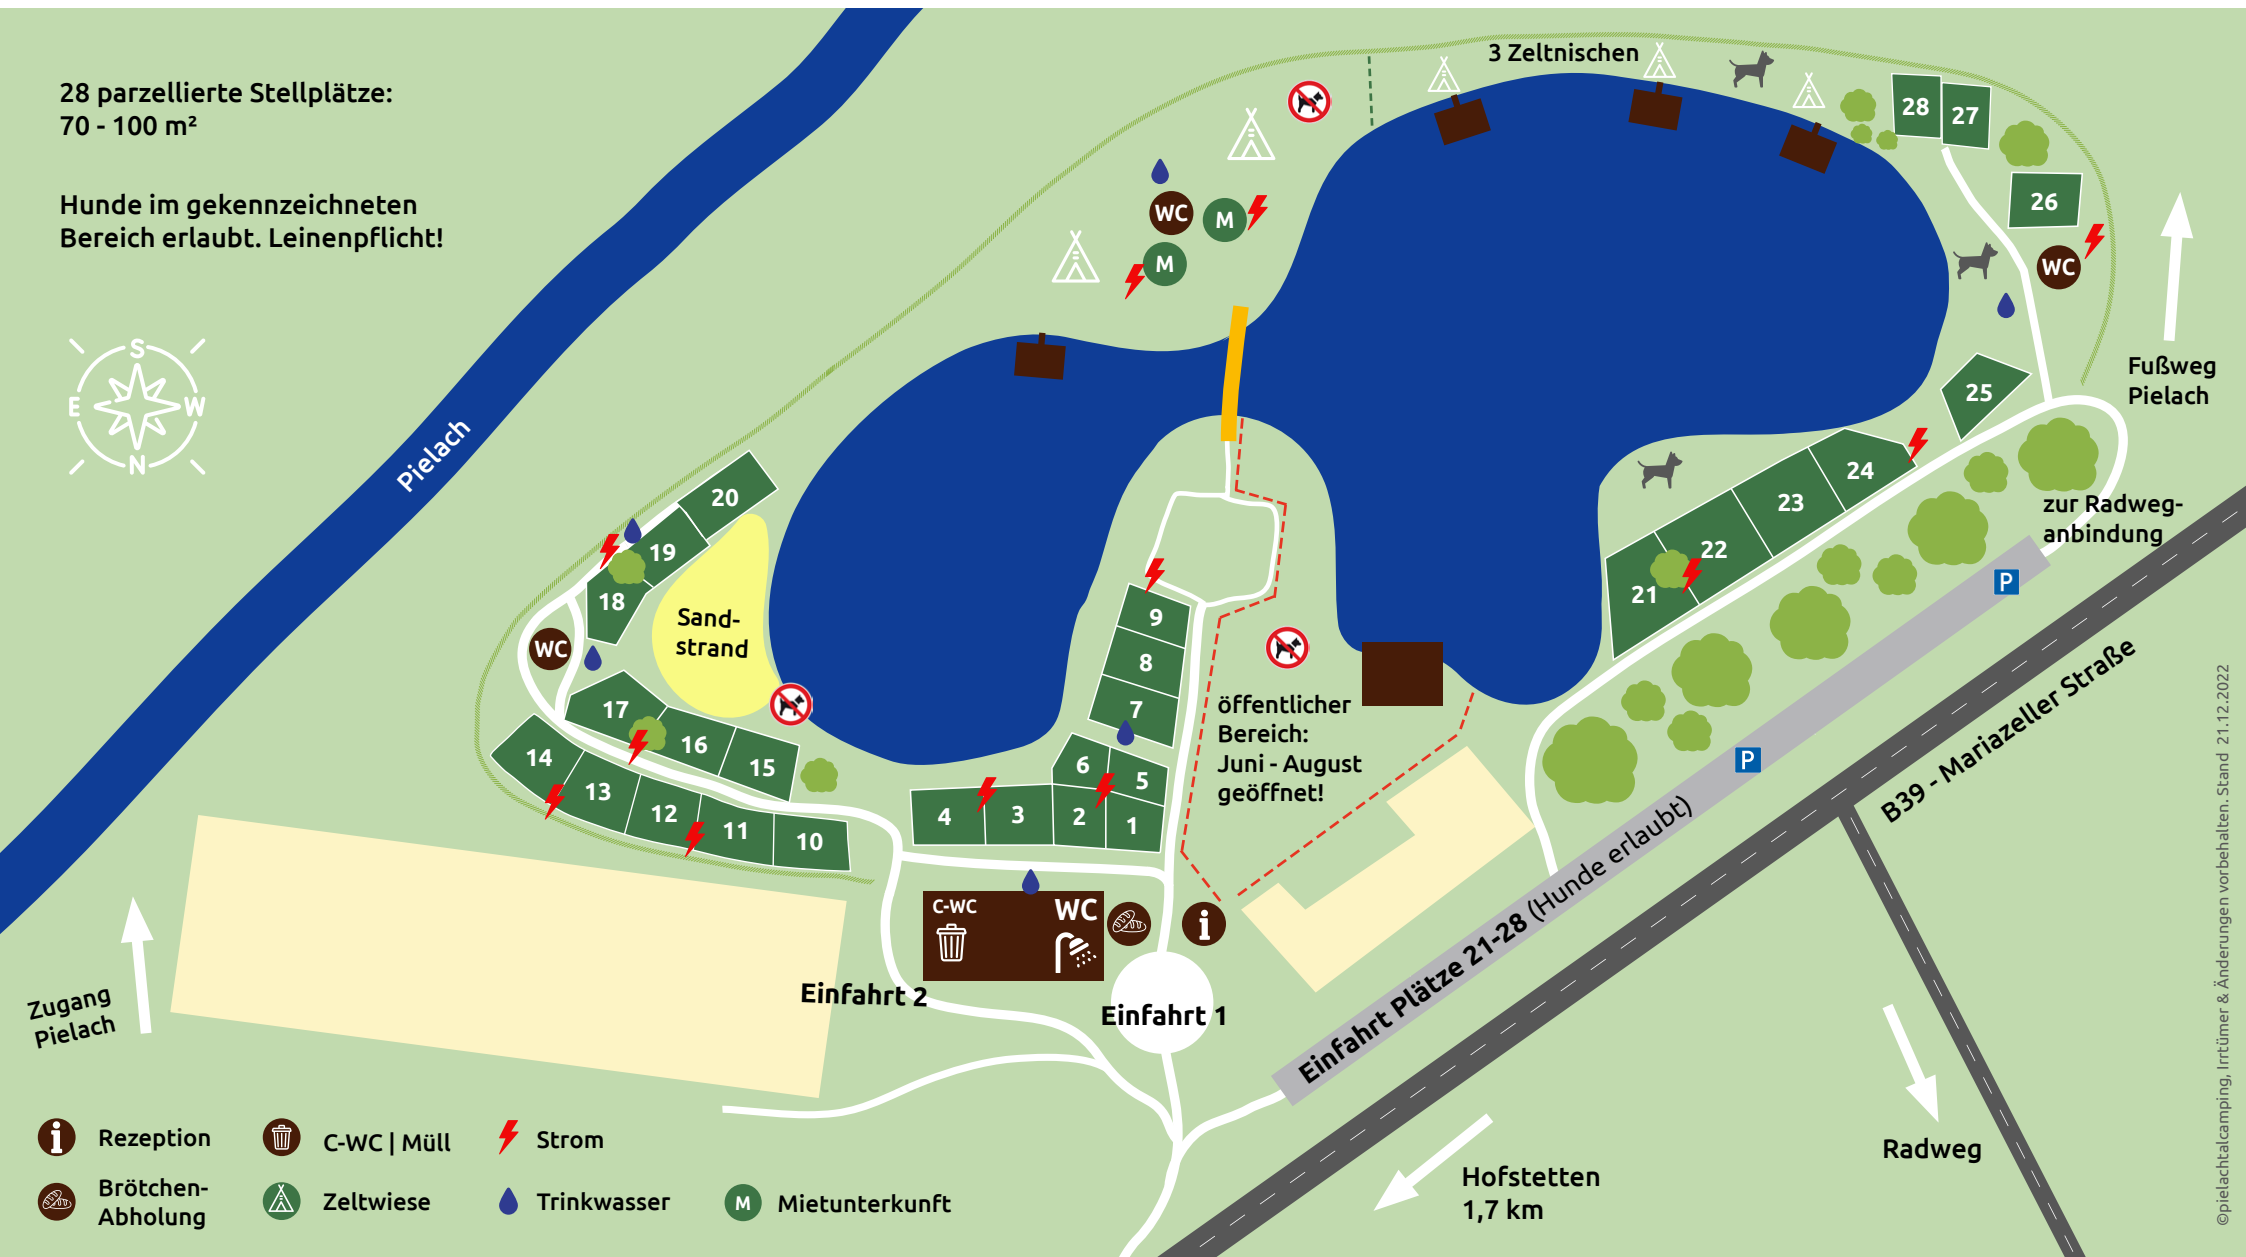 28 parzellierte Stellplätze:
70 - 100 m²
Hunde im gekennzeichneten
Bereich erlaubt. Leinenpflicht!
S
E
W
N
Pielach
3 Zeltnischen
28
27
26
WC
M
M
WC
Fußweg
Pielach
25
24
23
22
21
20
19
18
WC
Sand-
strand
17
16
15
14
13
12
11
10
9
8
7
6
5
4
3
2
1
öffentlicher
Bereich:
Juni - August
geöffnet!
zur Radweg-
anbindung
P
P
B39 - Mariazeller Straße
Einfahrt Plätze 21-28 (Hunde erlaubt)
C-WC
WC
i
Einfahrt 2
Einfahrt 1
Zugang
Pielach
Radweg
Hofstetten
1,7 km
i
Rezeption
C-WC | Müll
Strom
Brötchen-
Abholung
Zeltwiese
Trinkwasser
M
Mietunterkunft
©pielachtalcamping, Irrtümer & Änderungen vorbehalten. Stand 21.12.2022